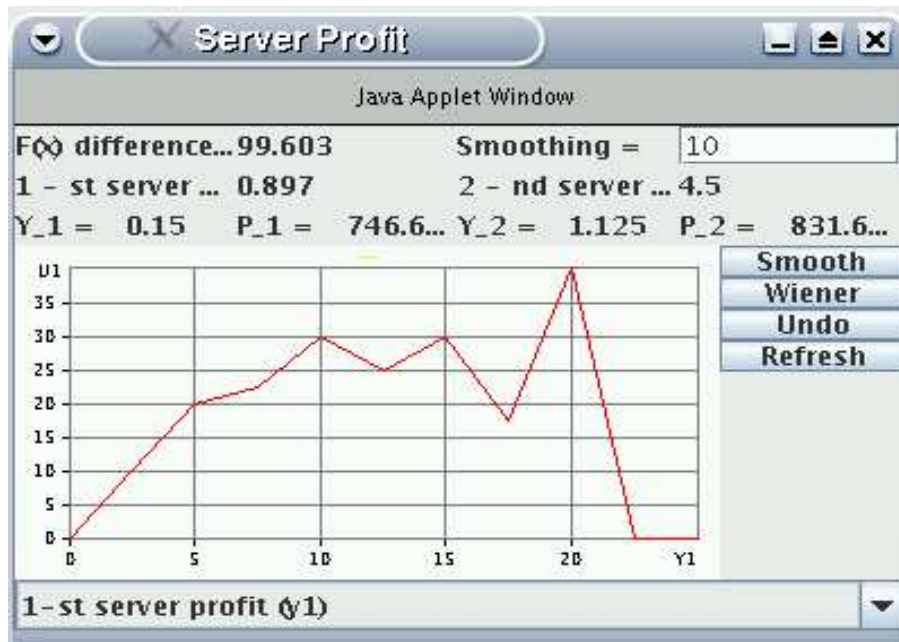 Server Profit
Java Applet Window
F(x) difference... 99.603 Smoothing = 10
1 - st server ... 0.897 2 - nd server ... 4.5
Y_1 = 0.15 P_1 = 746.6... Y_2 = 1.125 P_2 = 831.6...
Smooth
Wiener
Undo
Refresh
U1
35
30
25
20
15
10
5
0
0 5 10 15 20 Y1
1-st server profit (y1)